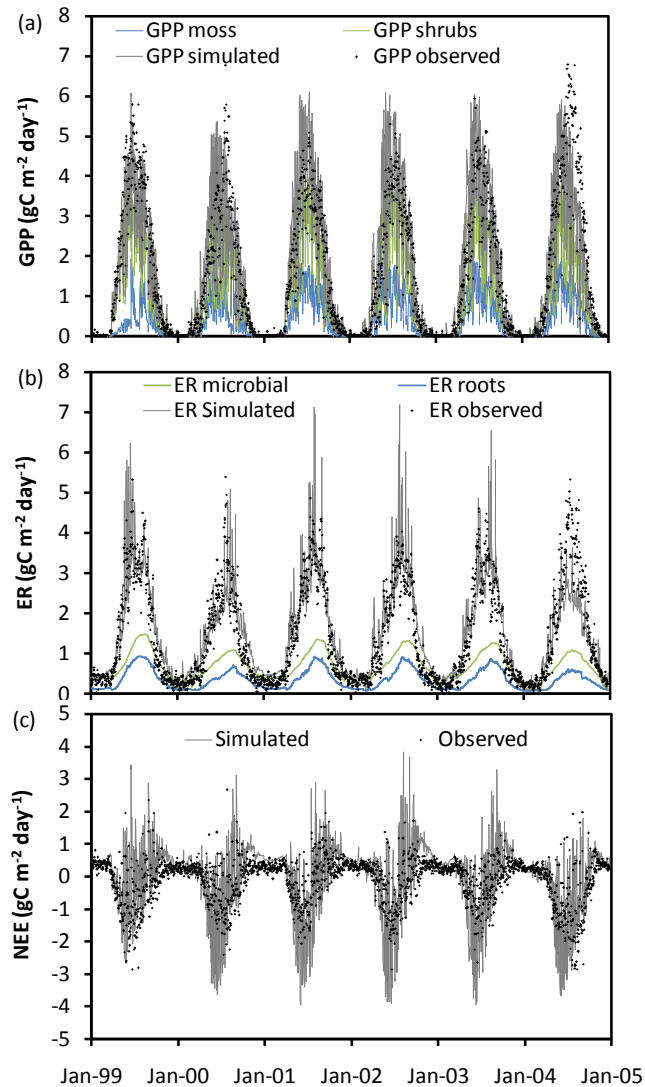 (a)
GPP moss GPP shrubs
GPP simulated GPP observed
8
7
6
5
4
3
2
1
0
GPP (gC m-2 day-1)
(b)
ER microbial ER roots
ER Simulated ER observed
8
7
6
5
4
3
2
1
0
ER (gC m-2 day-1)
(c)
Simulated Observed
5
4
3
2
1
0
-1
-2
-3
-4
-5
NEE (gC m-2 day-1)
Jan-99 Jan-00 Jan-01 Jan-02 Jan-03 Jan-04 Jan-05